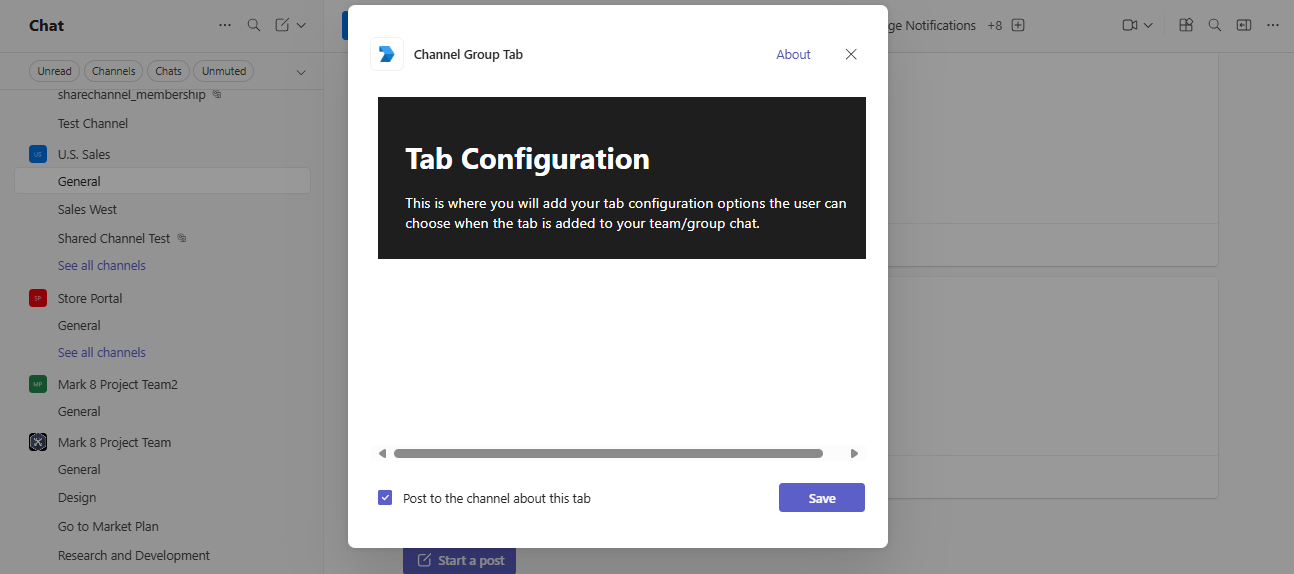 Chat
Unread
Channels
Chats
Unmuted
sharechannel_membership
Test Channel
US
U.S. Sales
General
Sales West
Shared Channel Test
See all channels
SP
Store Portal
General
See all channels
MP
Mark 8 Project Team2
General
Mark 8 Project Team
General
Design
Go to Market Plan
Research and Development
ge Notifications +8
Channel Group Tab
About
Tab Configuration
This is where you will add your tab configuration options the user can
choose when the tab is added to your team/group chat.
Post to the channel about this tab
Save
Start a post